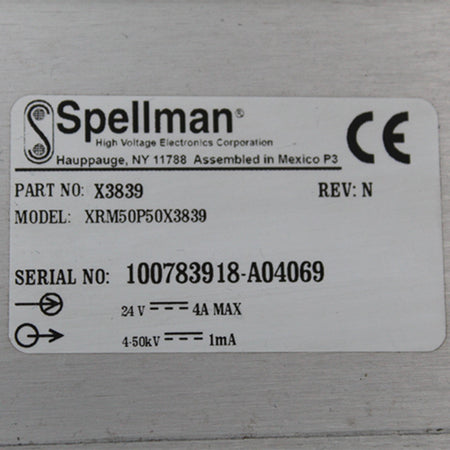 Spellman®
High Voltage Electronics Corporation
Hauppauge, NY 11788 Assembled in Mexico P3
CE
PART NO: X3839 REV: N
MODEL: XRM50P50X3839
SERIAL NO: 100783918-A04069
24 V 4A MAX
4-50kV 1mA